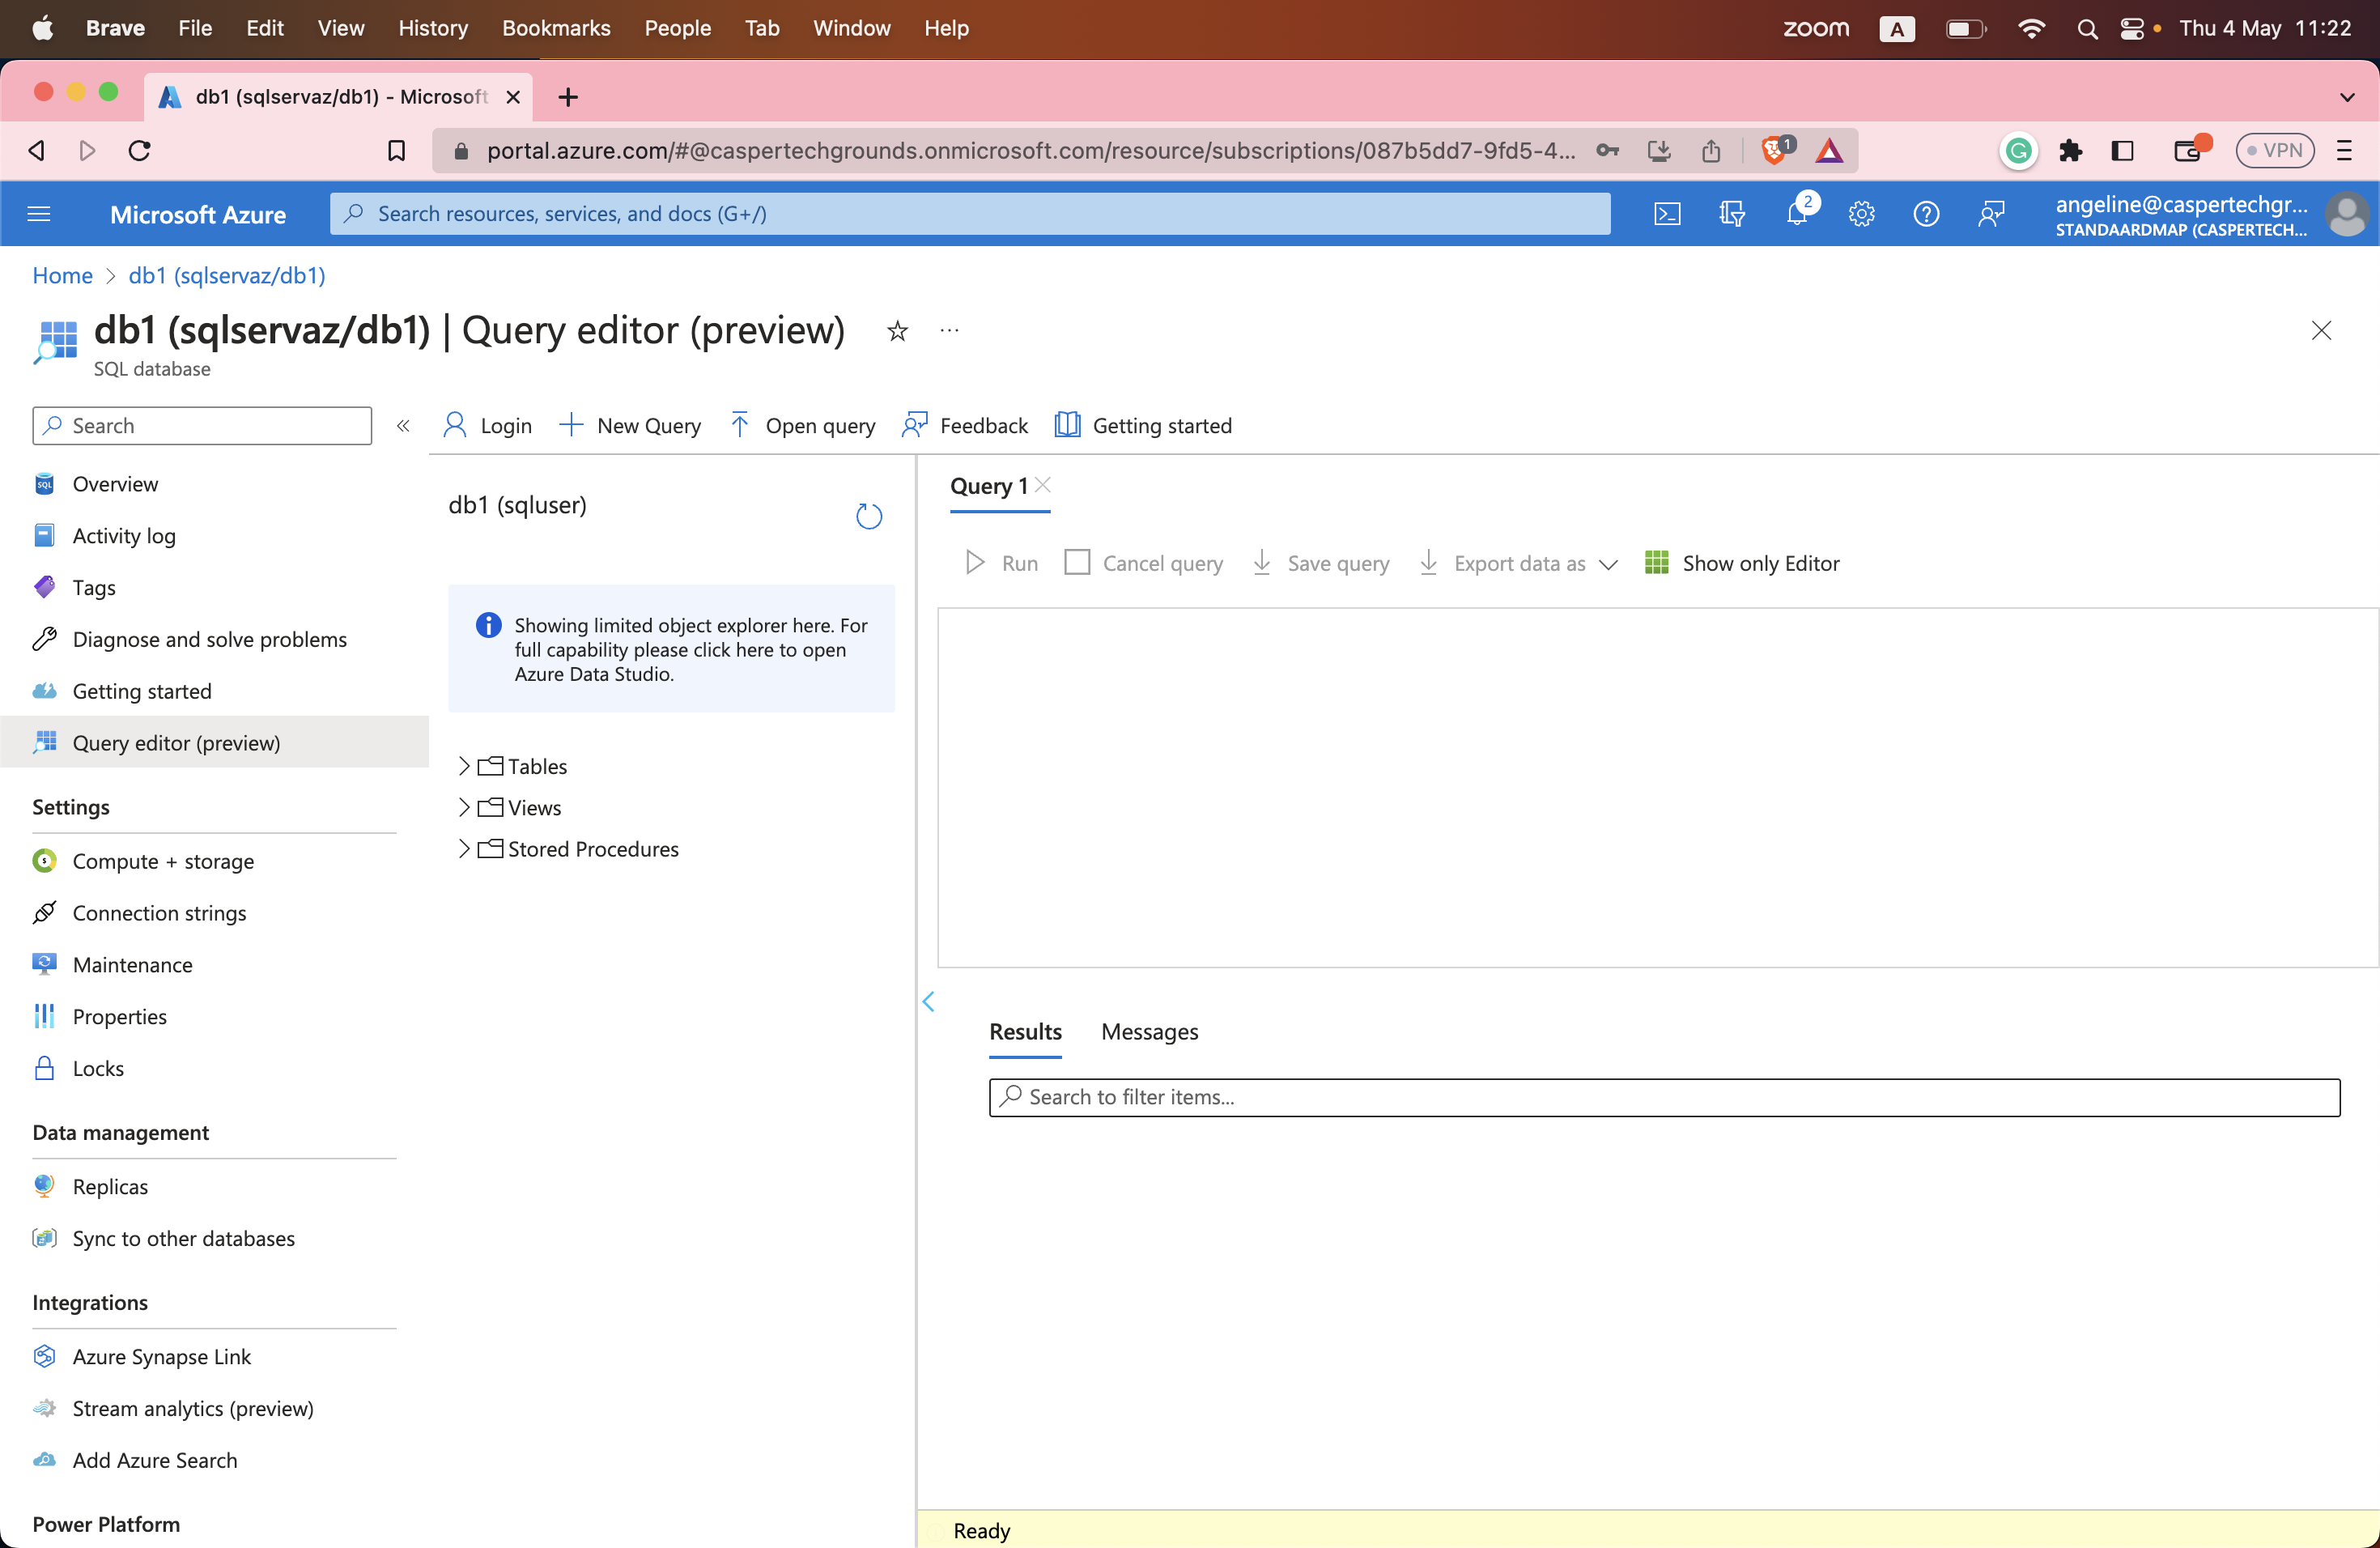 Brave File Edit View History Bookmarks People Tab Window Help zoom A Thu 4 May 11:22
db1 (sqlservaz/db1) - Microsoft
portal.azure.com/#@caspertechgrounds.onmicrosoft.com/resource/subscriptions/087b5dd7-9fd5-4... 1 VPN
Microsoft Azure Search resources, services, and docs (G+/) 2 angeline@caspertechgr...
STANDAARDMAP (CASPERTECH...
Home > db1 (sqlservaz/db1)
db1 (sqlservaz/db1) | Query editor (preview) ...
SQL database
Search «
Overview
Activity log
Tags
Diagnose and solve problems
Getting started
Query editor (preview)
Settings
Compute + storage
Connection strings
Maintenance
Properties
Locks
Data management
Replicas
Sync to other databases
Integrations
Azure Synapse Link
Stream analytics (preview)
Add Azure Search
Power Platform
Login New Query Open query Feedback Getting started
db1 (sqluser)
Showing limited object explorer here. For
full capability please click here to open
Azure Data Studio.
Tables
Views
Stored Procedures
Query 1
Run Cancel query Save query Export data as Show only Editor
Results Messages
Search to filter items...
Ready